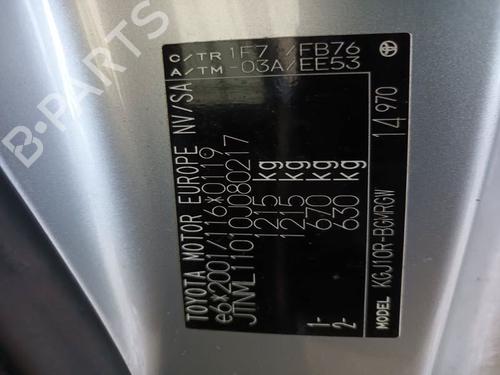 TOYOTA MOTOR EUROPE NV/SA
e6*2001/116*0119
JTNML11010J080217
1215 kg
1215 kg
1- 670 kg
2- 630 kg
MODEL KGJ10R-BGMRGW
14970
C/TR 1F7 /FB76
A/TM -03A/EE53
B-PARTS